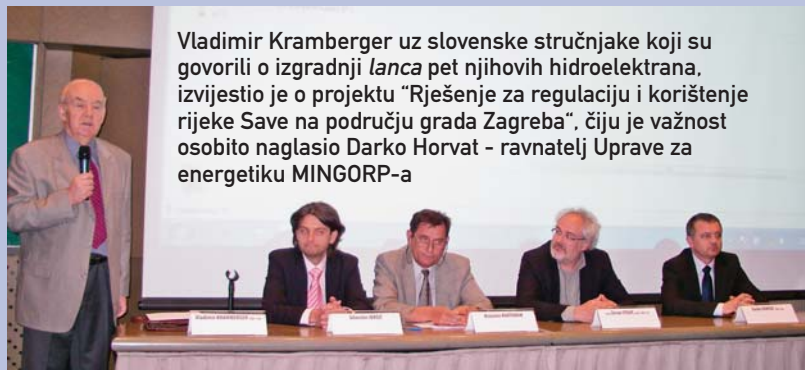 Vladimir Kramberger uz slovenske stručnjake koji su
govorili o izgradnji lanca pet njihovih hidroelektrana,
izvijestio je o projektu “Rješenje za regulaciju i korištenje
rijeke Save na području grada Zagreba“, čiju je važnost
osobito naglasio Darko Horvat - ravnatelj Uprave za
energetiku MINGORP-a
Vladimir KRAMBERGER